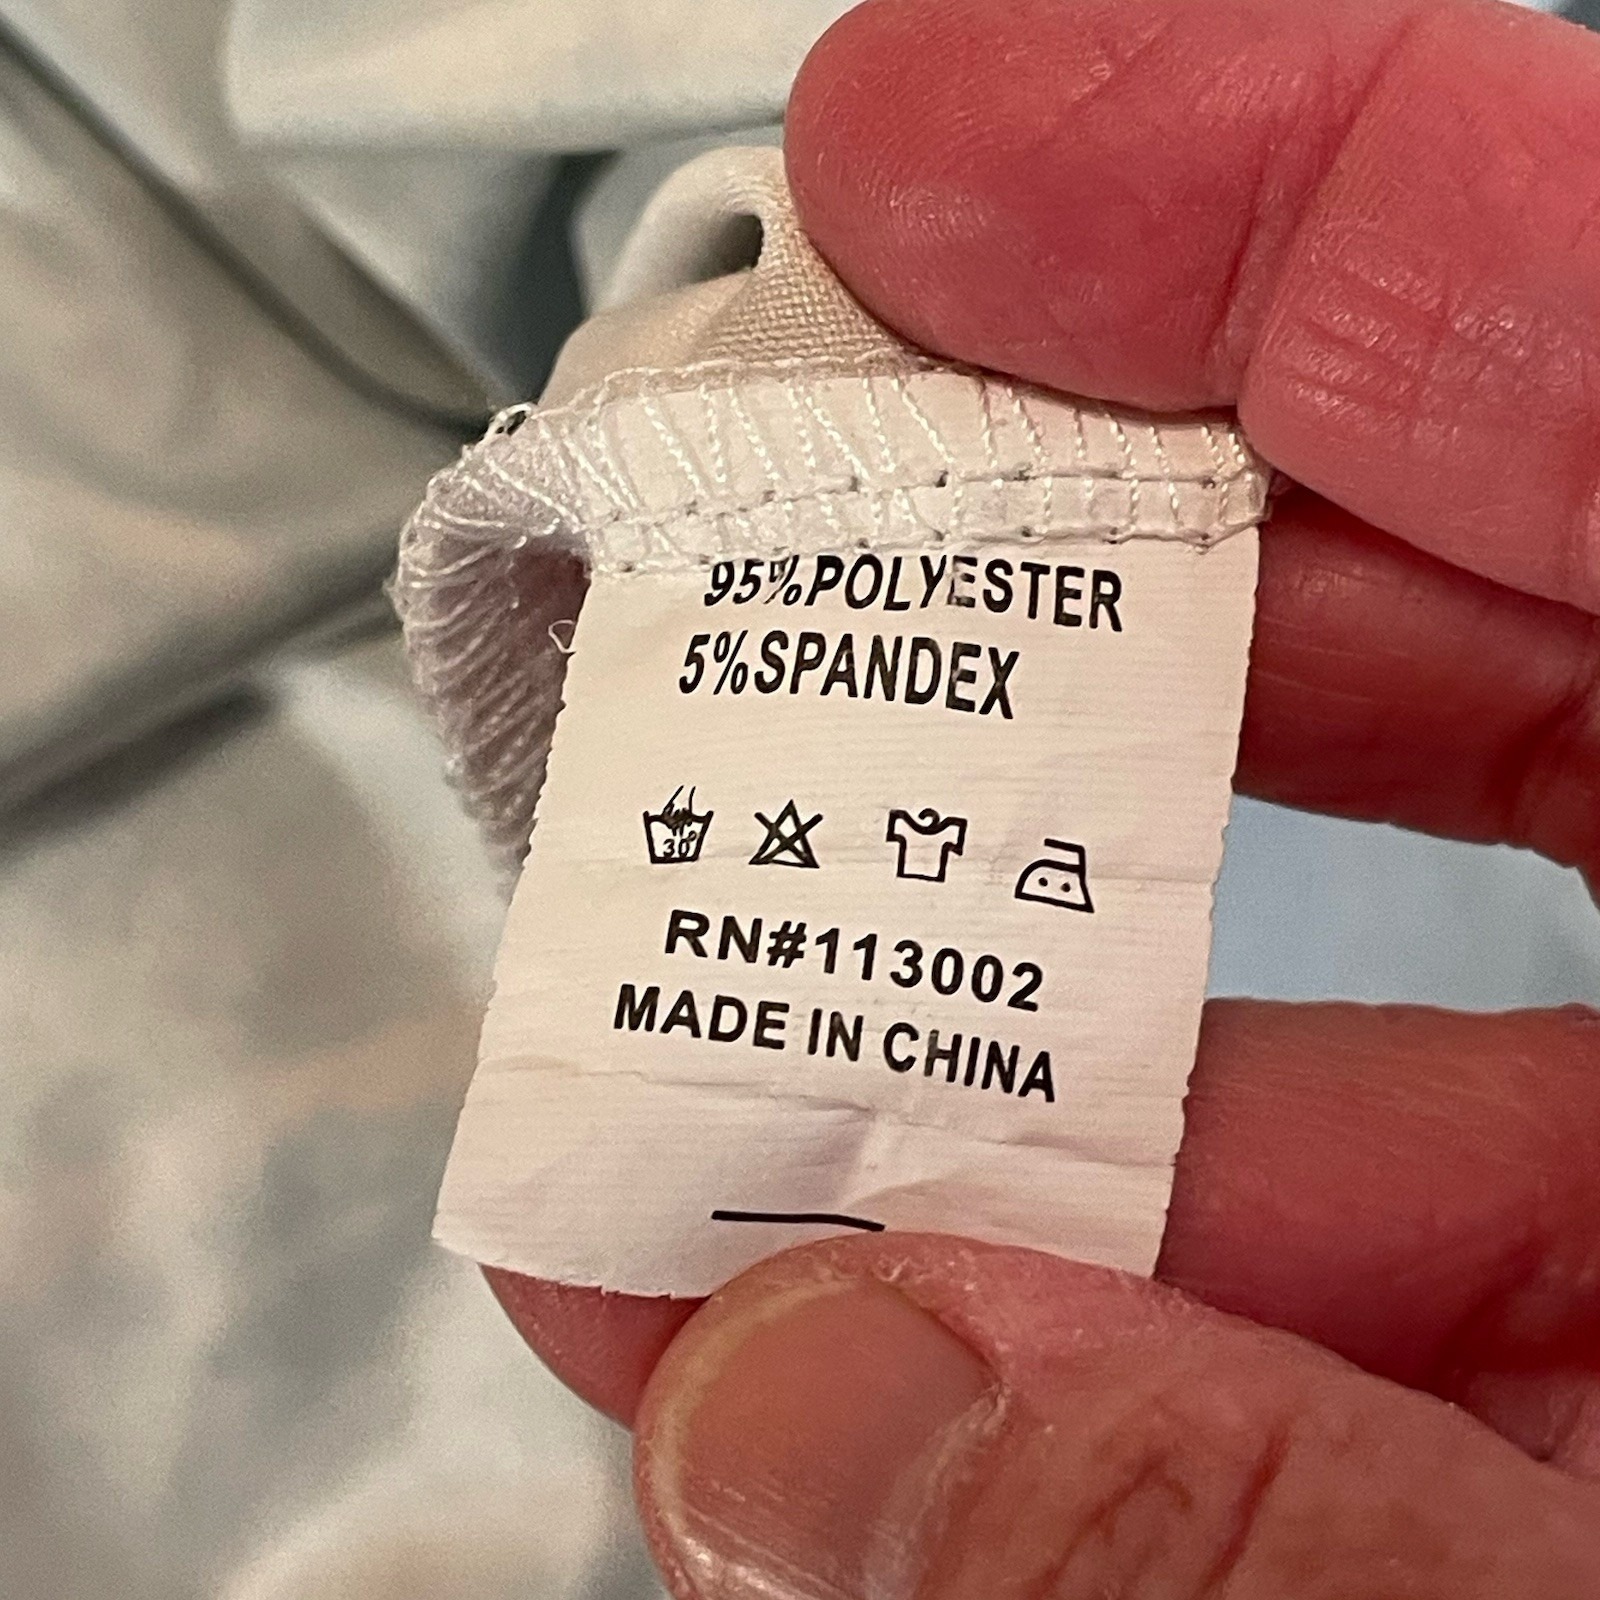 95%POLYESTER
5%SPANDEX
30°
RN#113002
MADE IN CHINA